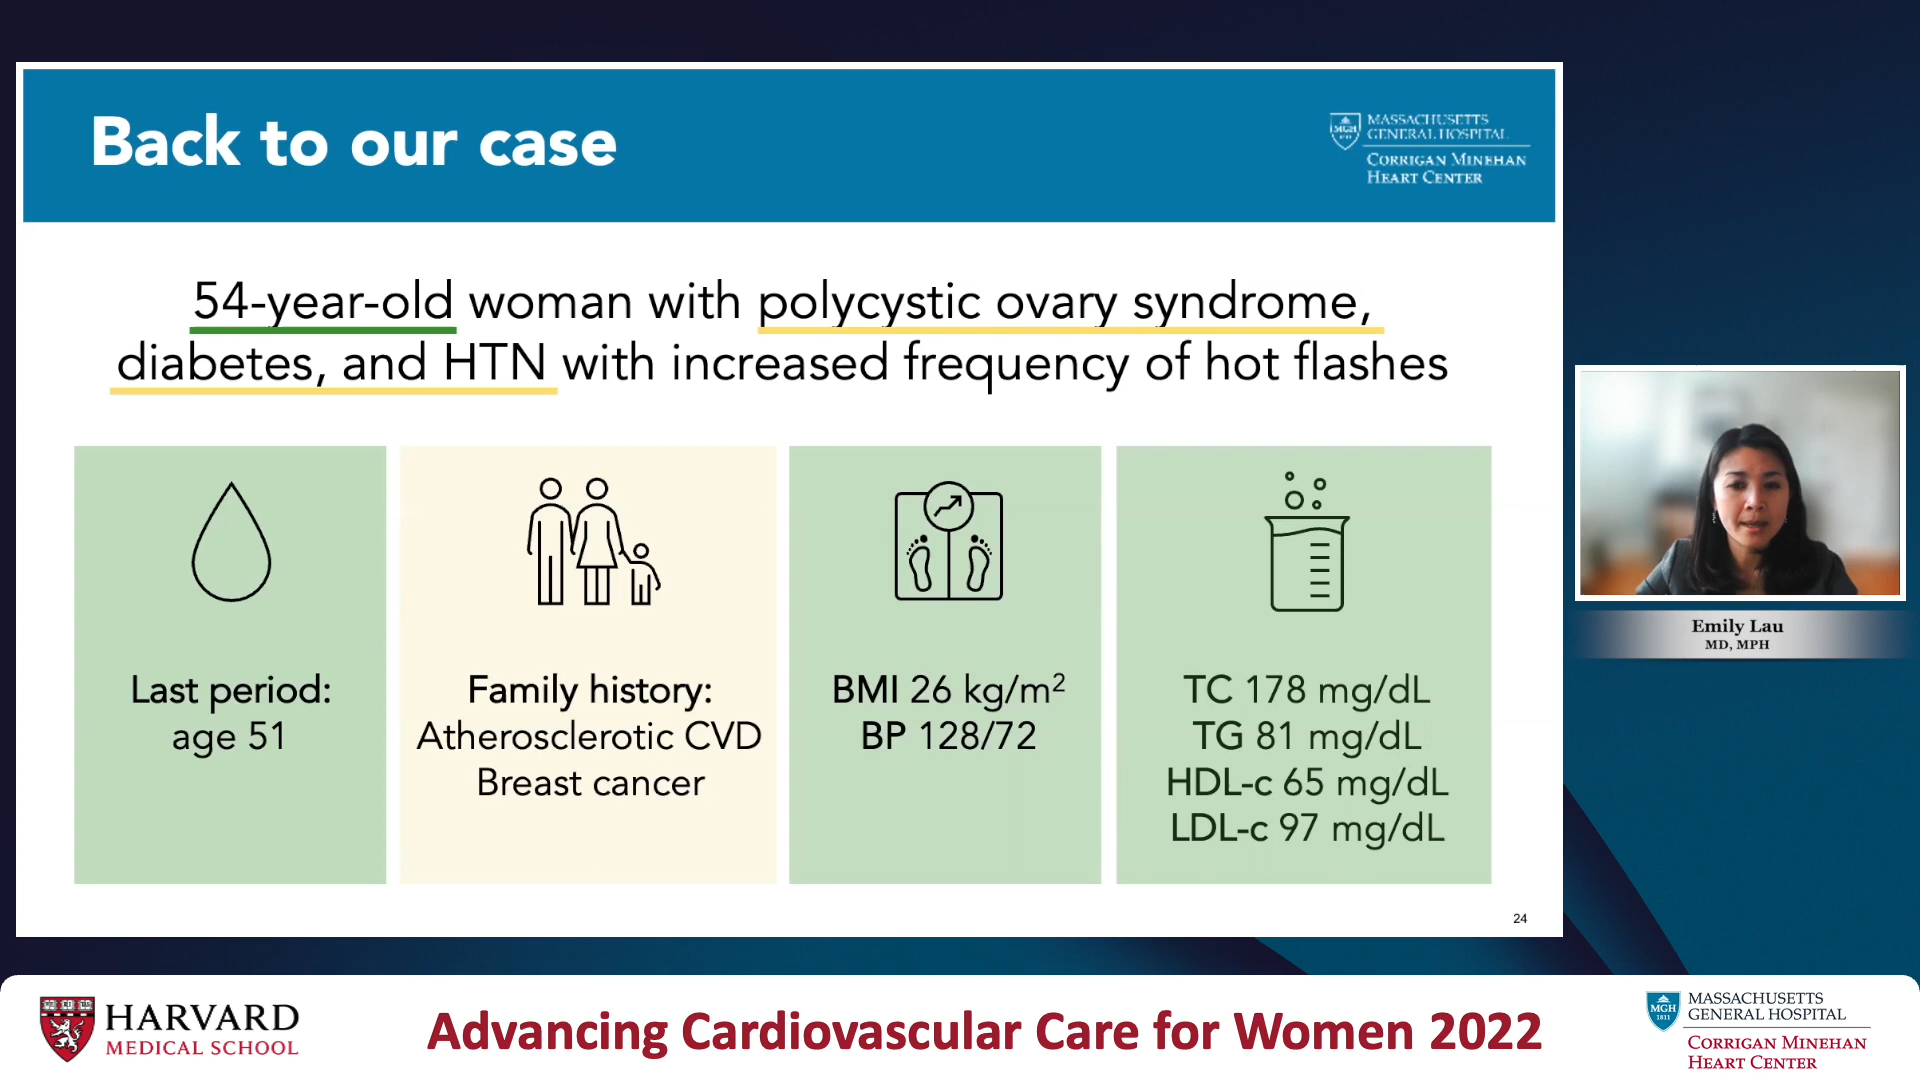 Back to our case
MASSACHUSETTS
GENERAL HOSPITAL
CORRIGAN MINEHAN
HEART CENTER
MGH
54-year-old woman with polycystic ovary syndrome,
diabetes, and HTN with increased frequency of hot flashes
Last period:
age 51
Family history:
Atherosclerotic CVD
Breast cancer
BMI 26 kg/m²
BP 128/72
TC 178 mg/dL
TG 81 mg/dL
HDL-c 65 mg/dL
LDL-c 97 mg/dL
24
Emily Lau
MD, MPH
HARVARD
MEDICAL SCHOOL
Advancing Cardiovascular Care for Women 2022
MGH
1811
MASSACHUSETTS
GENERAL HOSPITAL
CORRIGAN MINEHAN
HEART CENTER